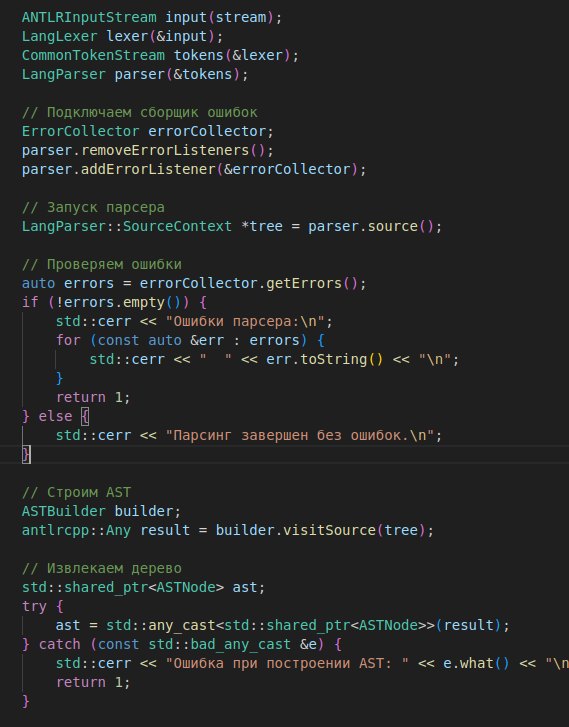 ANTLRInputStream input(stream);
LangLexer lexer(&input);
CommonTokenStream tokens(&lexer);
LangParser parser(&tokens);
// Подключаем сборщик ошибок
ErrorCollector errorCollector;
parser.removeErrorListeners();
parser.addErrorListener(&errorCollector);
// Запуск парсера
LangParser::SourceContext *tree = parser.source();
// Проверяем ошибки
auto errors = errorCollector.getErrors();
if (!errors.empty()) {
    std::cerr << "Ошибки парсера:\n";
    for (const auto &err : errors) {
        std::cerr << "  " << err.toString() << "\n";
    }
    return 1;
} else {
    std::cerr << "Парсинг завершен без ошибок.\n";
}
// Строим AST
ASTBuilder builder;
antlrcpp::Any result = builder.visitSource(tree);
// Извлекаем дерево
std::shared_ptr<ASTNode> ast;
try {
    ast = std::any_cast<std::shared_ptr<ASTNode>>(result);
} catch (const std::bad_any_cast &e) {
    std::cerr << "Ошибка при построении AST: " << e.what() << "\n
    return 1;
}